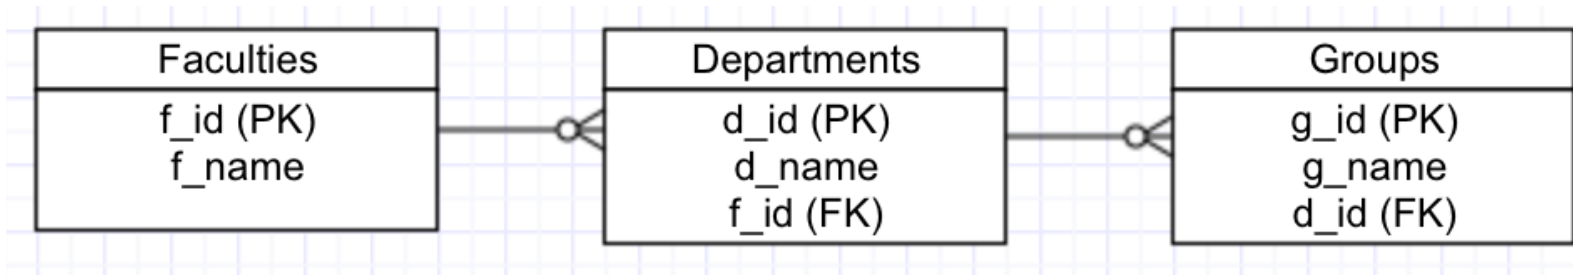 Faculties
f_id (PK)
f_name
Departments
d_id (PK)
d_name
f_id (FK)
Groups
g_id (PK)
g_name
d_id (FK)